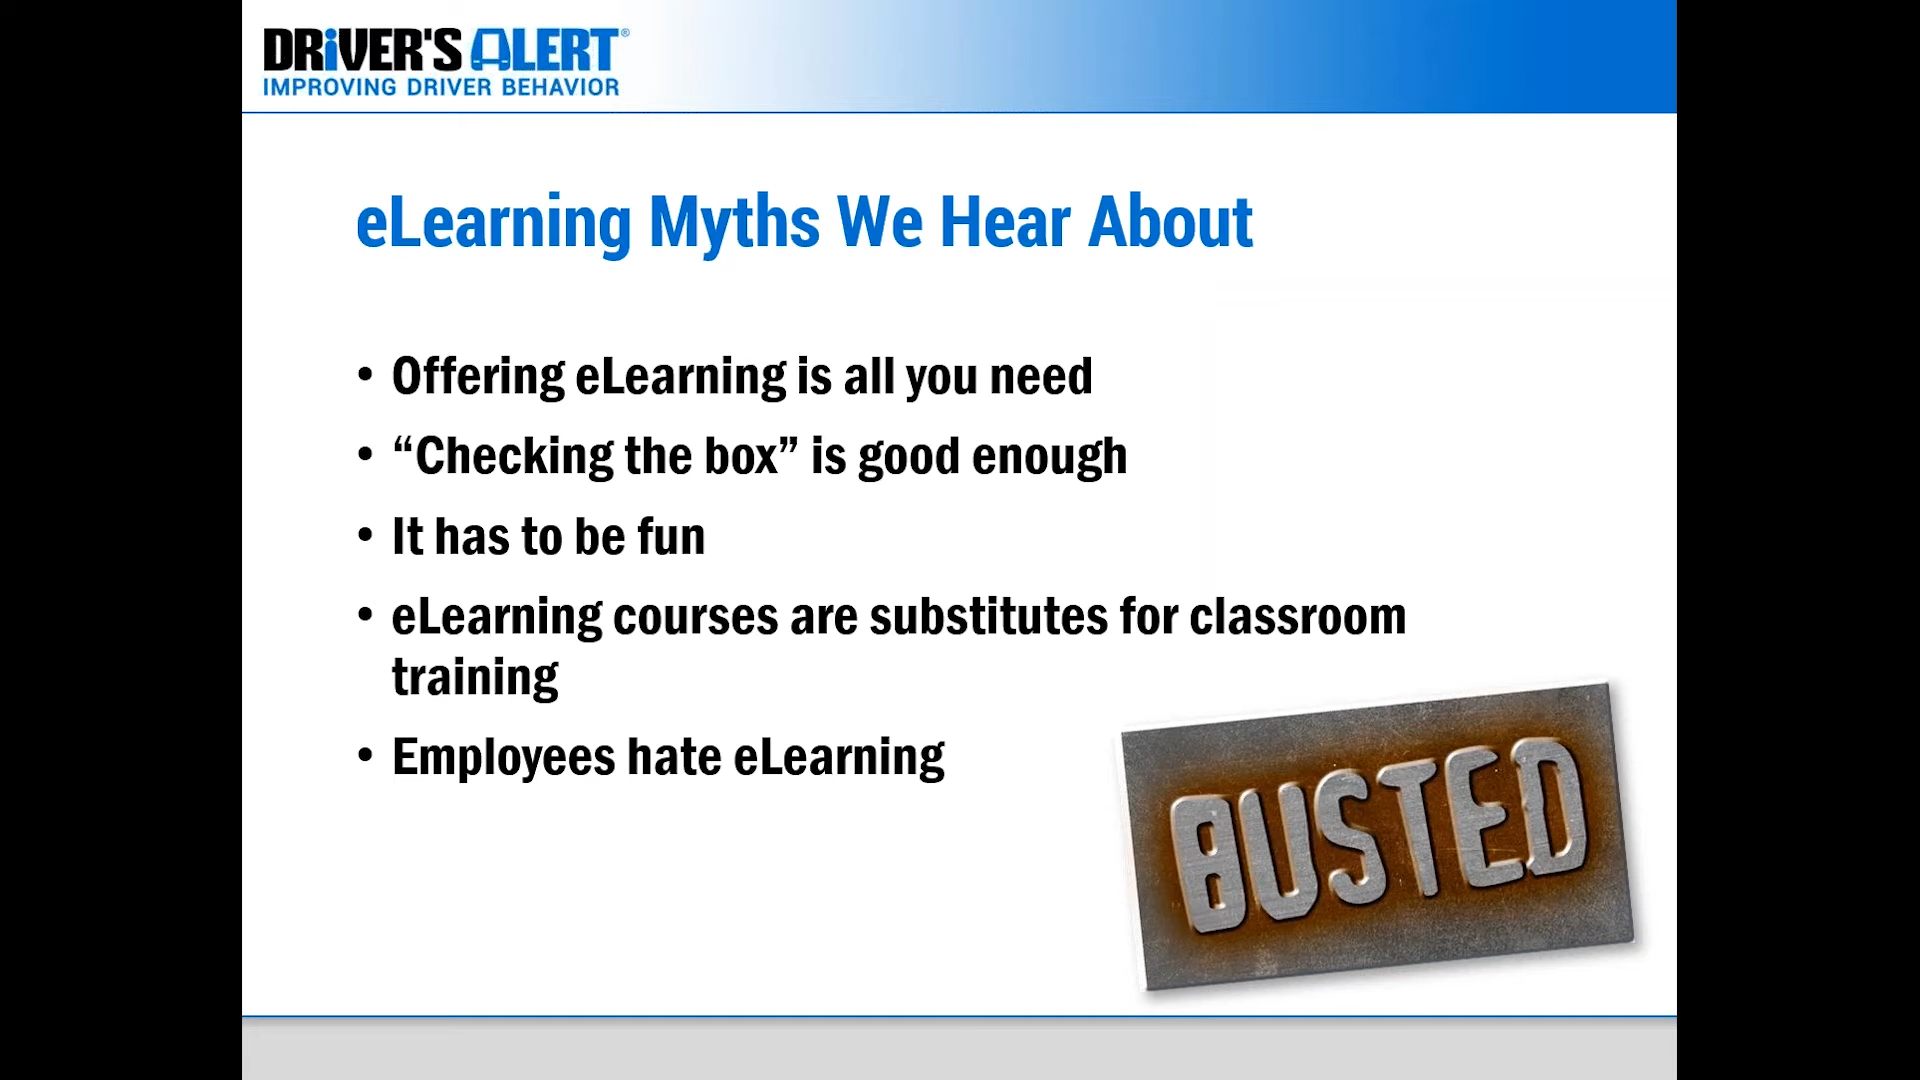 DRiVER'S ALERT®
IMPROVING DRIVER BEHAVIOR
eLearning Myths We Hear About
• Offering eLearning is all you need
• “Checking the box” is good enough
• It has to be fun
• eLearning courses are substitutes for classroom
training
• Employees hate eLearning
BUSTED